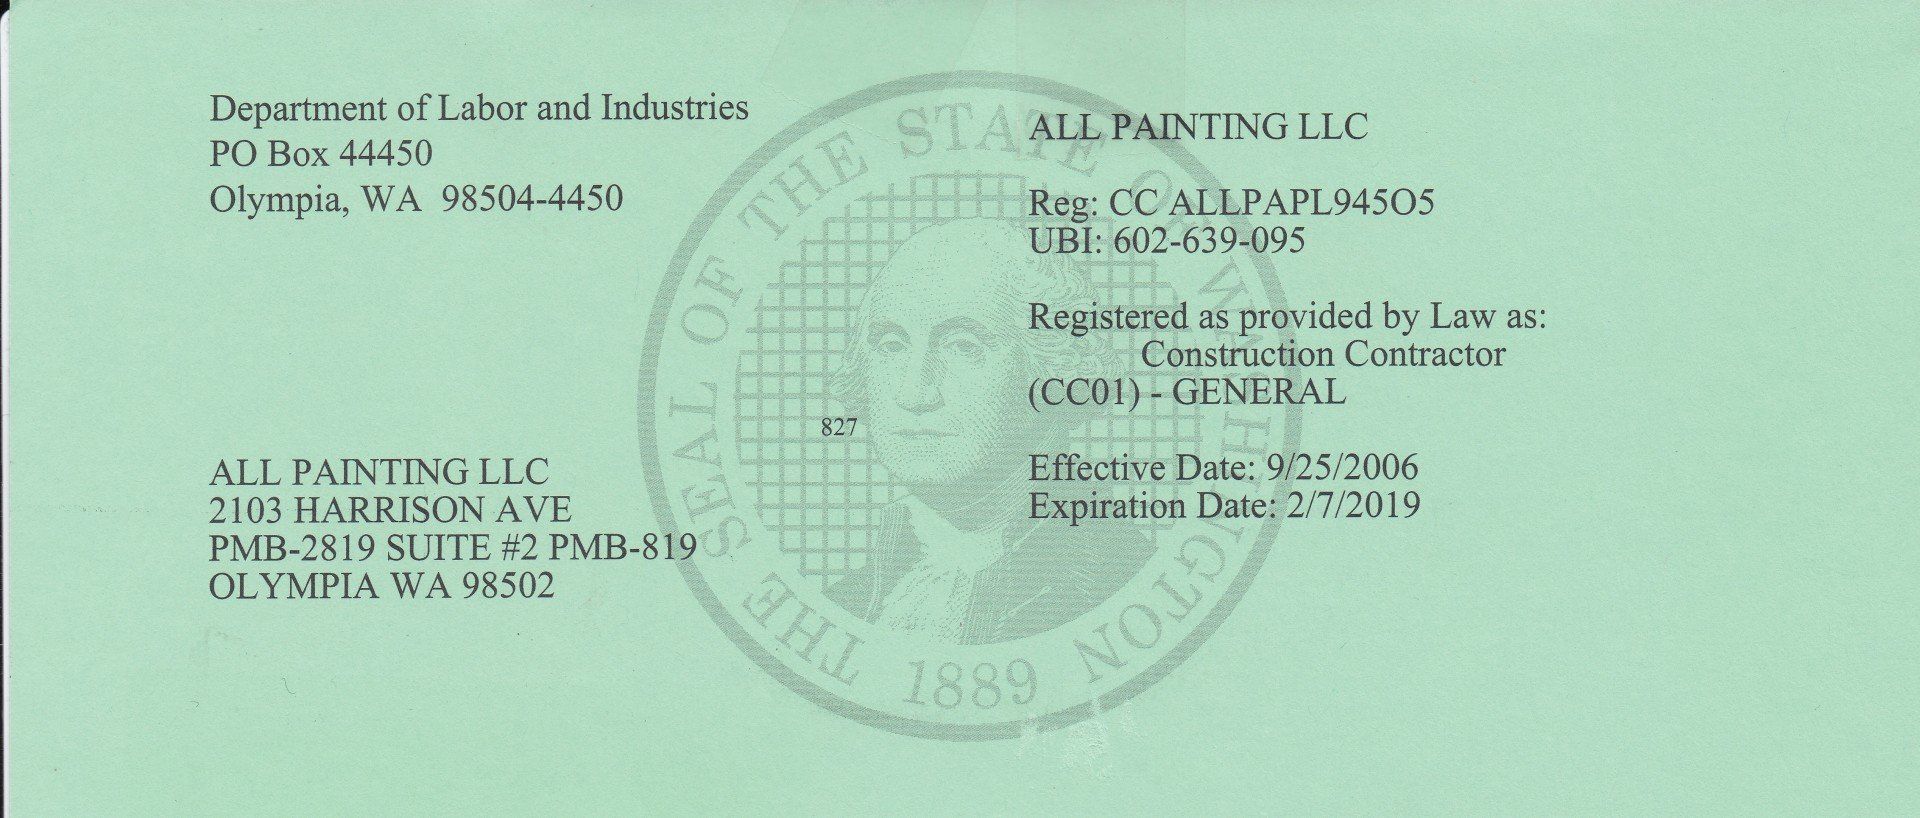 Department of Labor and Industries
PO Box 44450
Olympia, WA  98504-4450
ALL PAINTING LLC
2103 HARRISON AVE
PMB-2819 SUITE #2 PMB-819
OLYMPIA WA 98502
827
ALL PAINTING LLC
Reg: CC ALLPAPL945O5
UBI: 602-639-095
Registered as provided by Law as:
Construction Contractor
(CC01) - GENERAL
Effective Date: 9/25/2006
Expiration Date: 2/7/2019
THE SEAL OF THE STATE OF WASHINGTON
1889